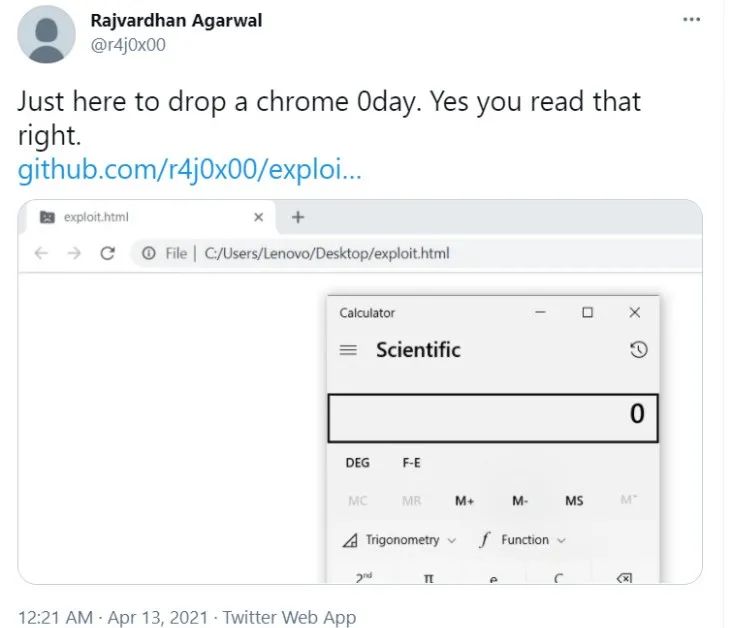 Rajvardhan Agarwal
@r4j0x00
Just here to drop a chrome 0day. Yes you read that
right.
github.com/r4j0x00/exploi...
exploit.html
File | C:/Users/Lenovo/Desktop/exploit.html
Calculator
Scientific
0
DEG F-E
MC MR M+ M- MS M˅
Trigonometry Function
2nd π e C
12:21 AM · Apr 13, 2021 · Twitter Web App